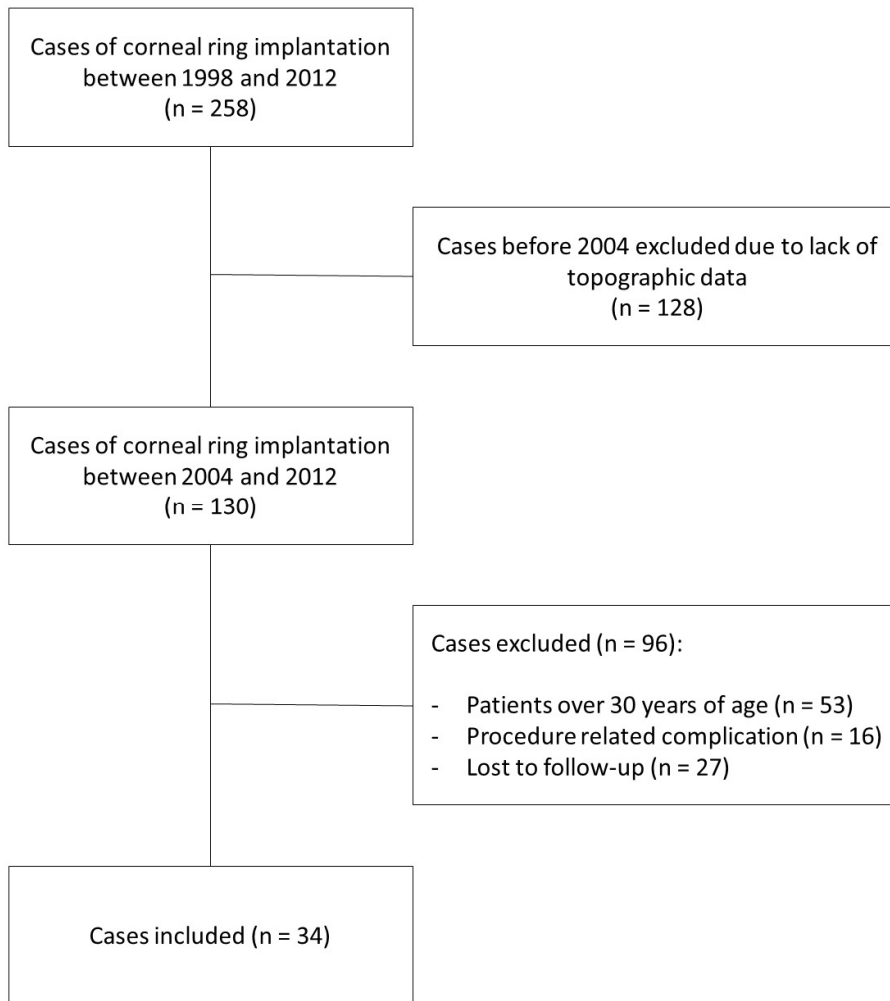 Cases of corneal ring implantation
between 1998 and 2012
(n = 258)
Cases before 2004 excluded due to lack of
topographic data
(n = 128)
Cases of corneal ring implantation
between 2004 and 2012
(n = 130)
Cases excluded (n = 96):
- Patients over 30 years of age (n = 53)
- Procedure related complication (n = 16)
- Lost to follow-up (n = 27)
Cases included (n = 34)